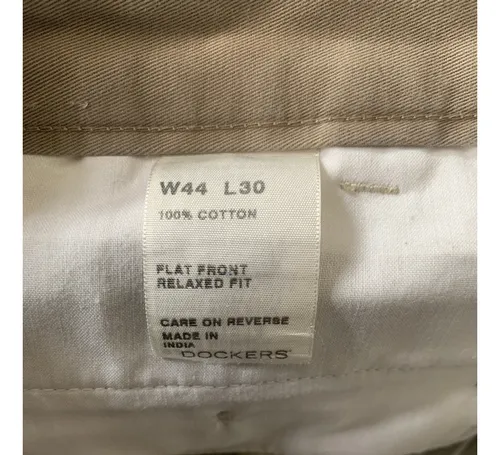 W44 L30
100% COTTON
FLAT FRONT
RELAXED FIT
CARE ON REVERSE
MADE IN
INDIA
DOCKERS®